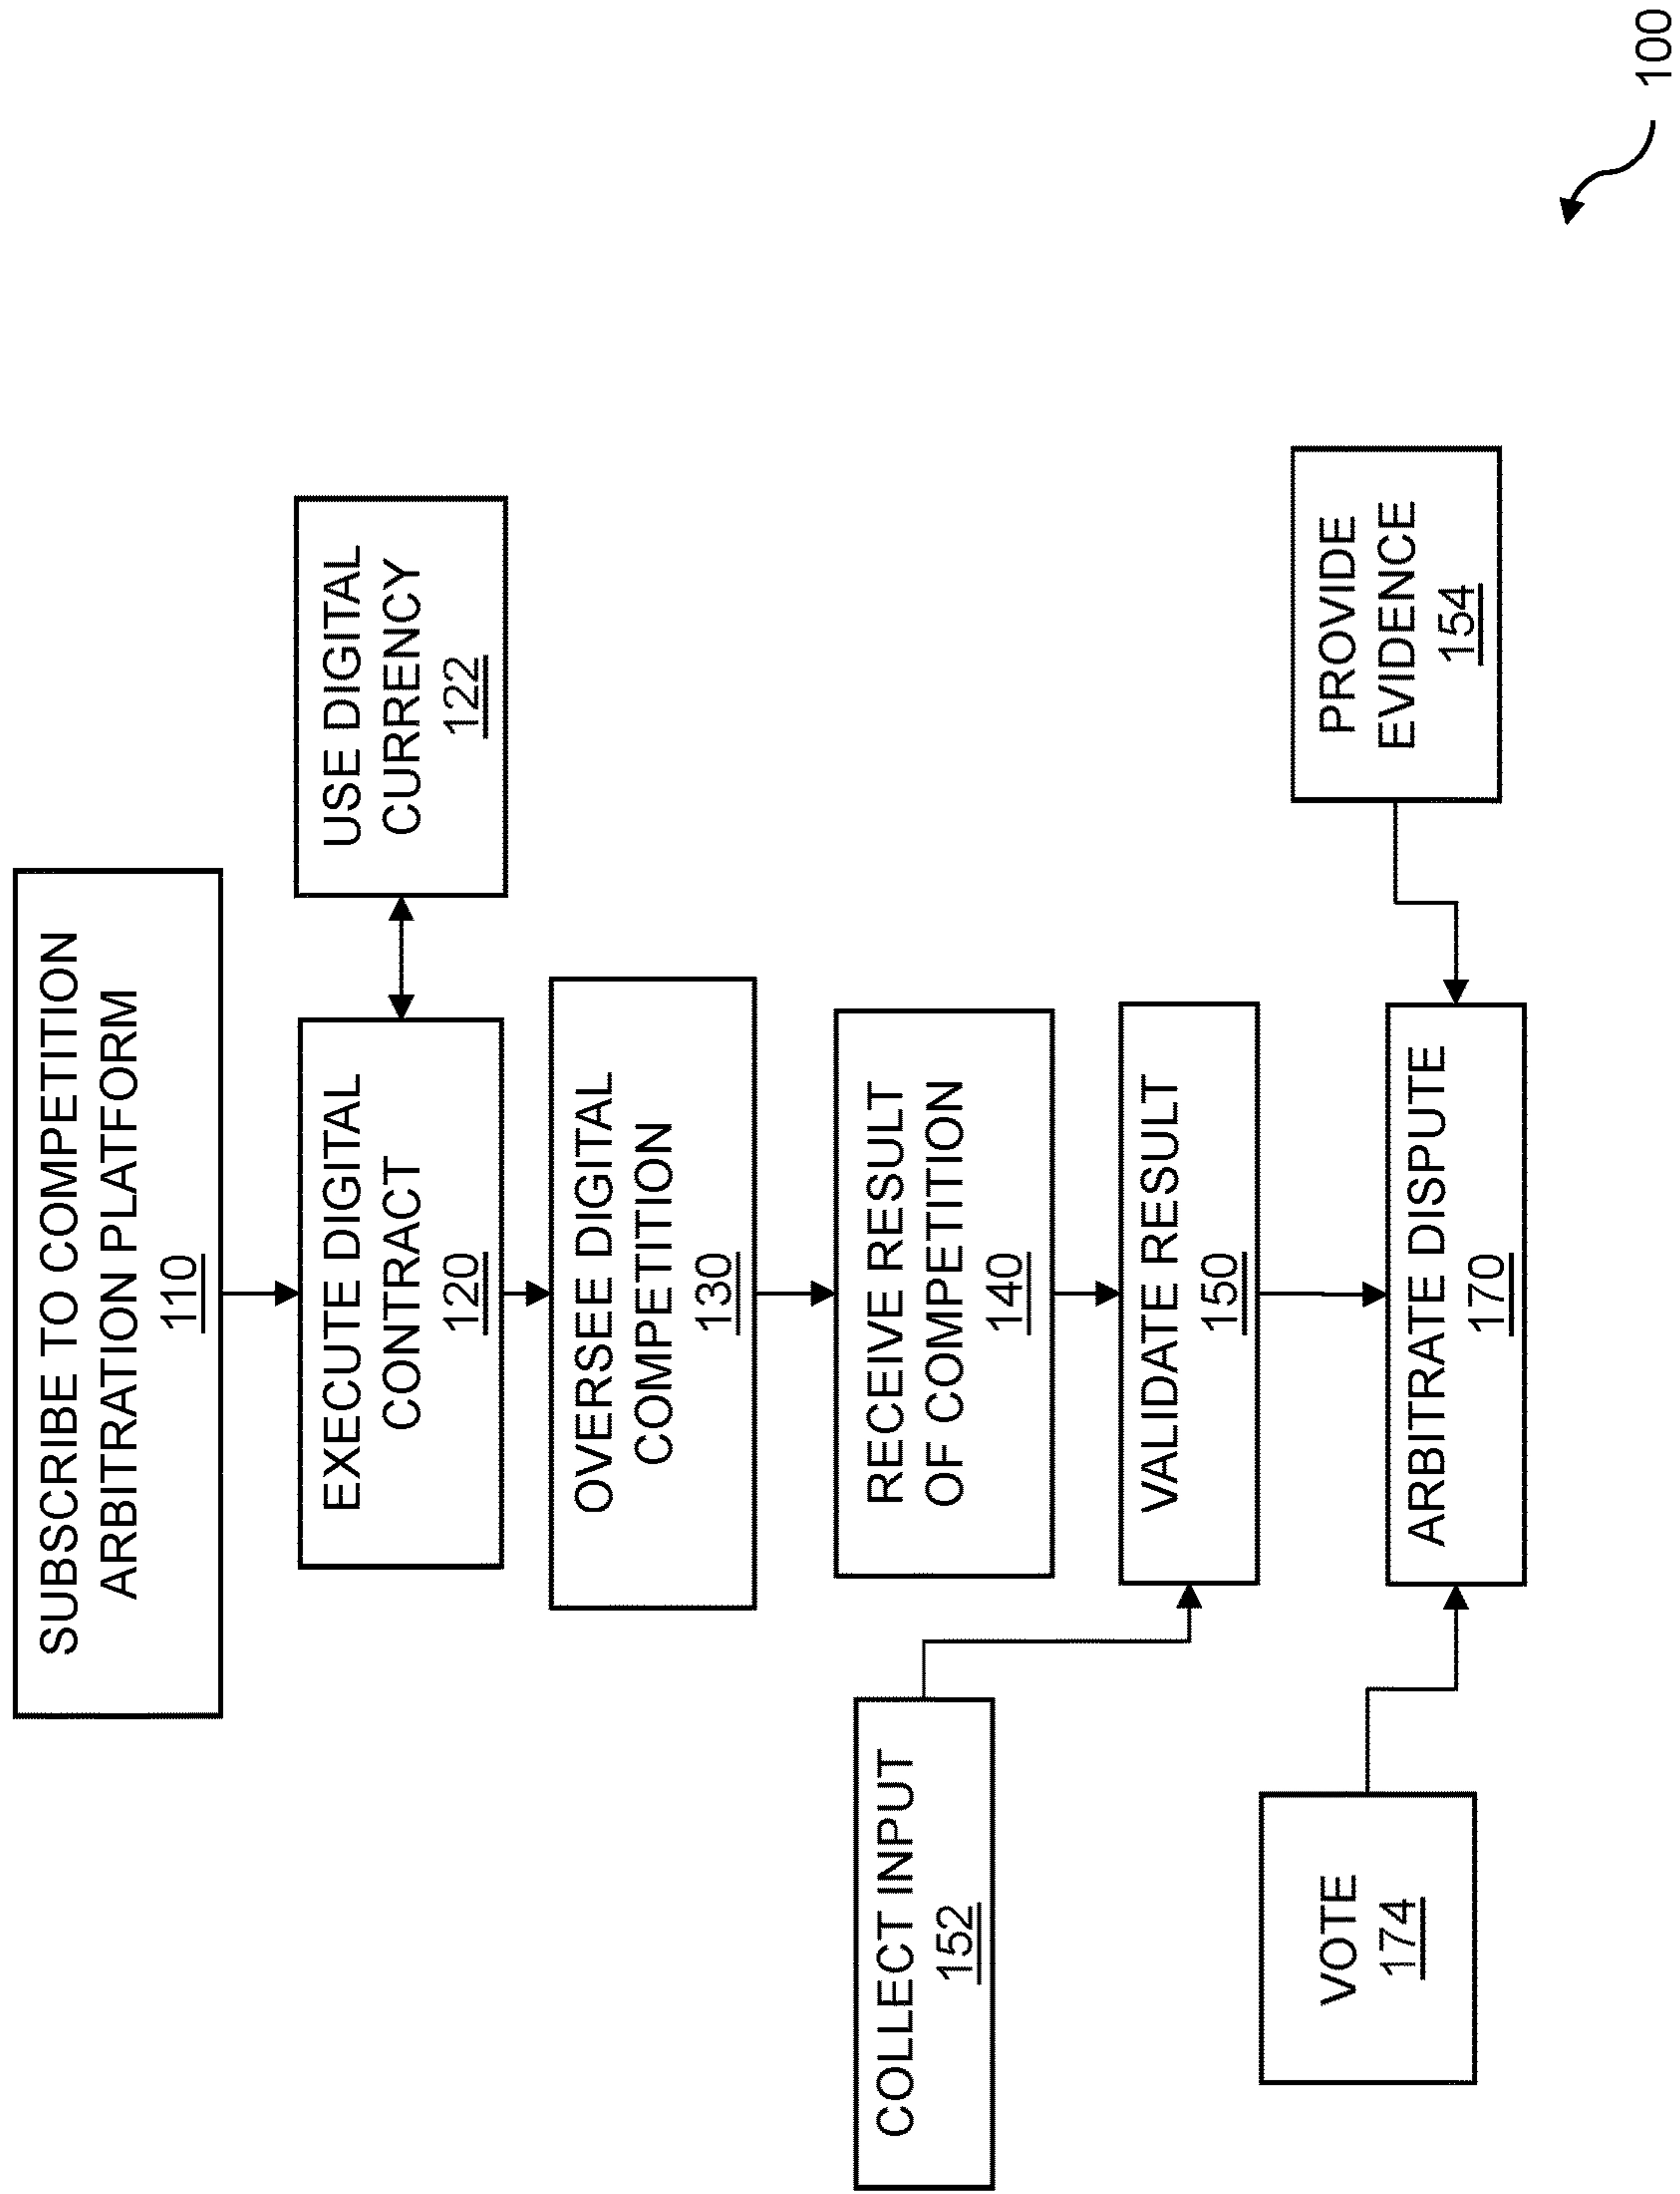 SUBSCRIBE TO COMPETITION
ARBITRATION PLATFORM
110
EXECUTE DIGITAL
CONTRACT
120
USE DIGITAL
CURRENCY
122
OVERSEE DIGITAL
COMPETITION
130
RECEIVE RESULT
OF COMPETITION
140
COLLECT INPUT
152
VALIDATE RESULT
150
VOTE
174
ARBITRATE DISPUTE
170
PROVIDE
EVIDENCE
154
100